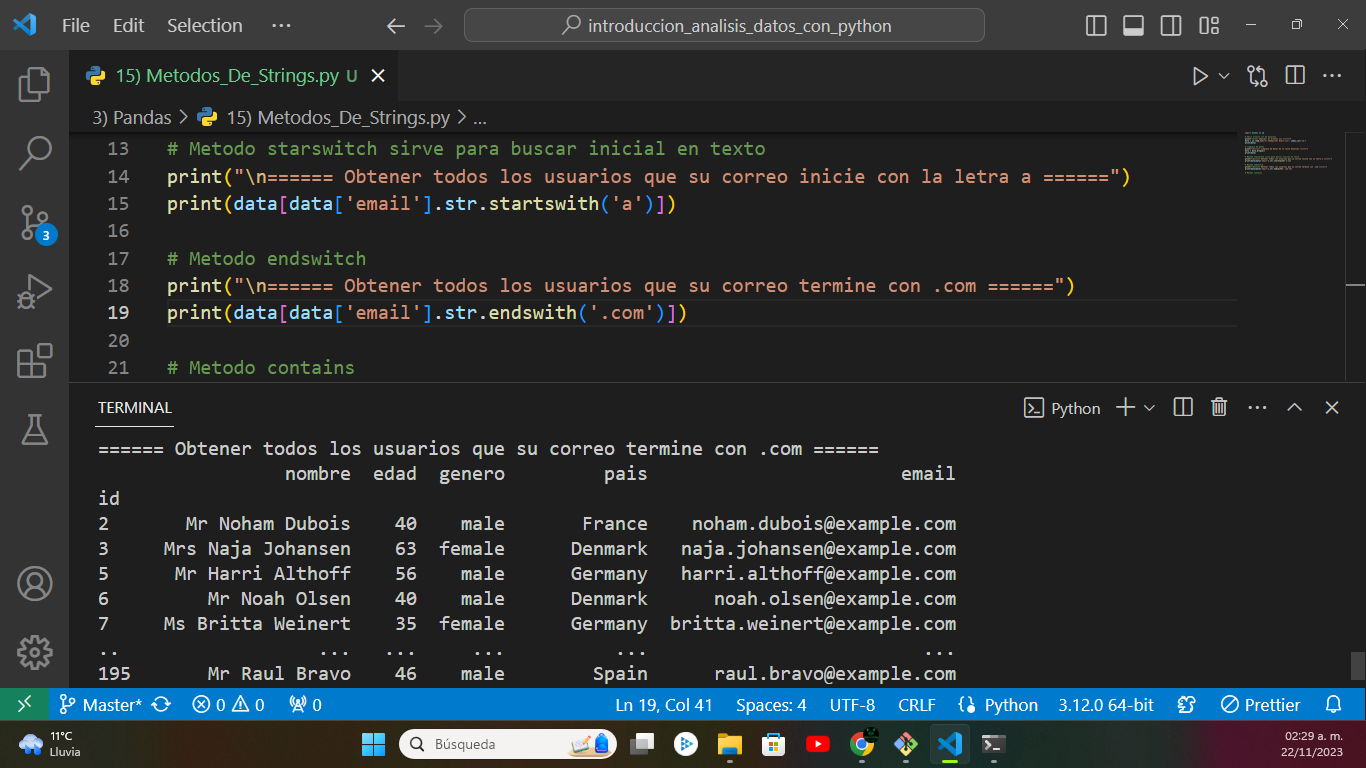 File Edit Selection ···
introduccion_analisis_datos_con_python
15) Metodos_De_Strings.py U
3) Pandas > 15) Metodos_De_Strings.py > ...
13 # Metodo starswitch sirve para buscar inicial en texto
14 print("\n====== Obtener todos los usuarios que su correo inicie con la letra a ======")
15 print(data[data['email'].str.startswith('a')])
16
17 # Metodo endswitch
18 print("\n====== Obtener todos los usuarios que su correo termine con .com ======")
19 print(data[data['email'].str.endswith('.com')])
20
21 # Metodo contains
TERMINAL
Python
====== Obtener todos los usuarios que su correo termine con .com ======
nombre edad genero pais email
id
2 Mr Noham Dubois 40 male France noham.dubois@example.com
3 Mrs Naja Johansen 63 female Denmark naja.johansen@example.com
5 Mr Harri Althoff 56 male Germany harri.althoff@example.com
6 Mr Noah Olsen 40 male Denmark noah.olsen@example.com
7 Ms Britta Weinert 35 female Germany britta.weinert@example.com
.. ... ... ... ... ...
195 Mr Raul Bravo 46 male Spain raul.bravo@example.com
3
Master* 0 0 0 Ln 19, Col 41 Spaces: 4 UTF-8 CRLF Python 3.12.0 64-bit Prettier
11°C
Lluvia
Búsqueda
02:29 a. m.
22/11/2023